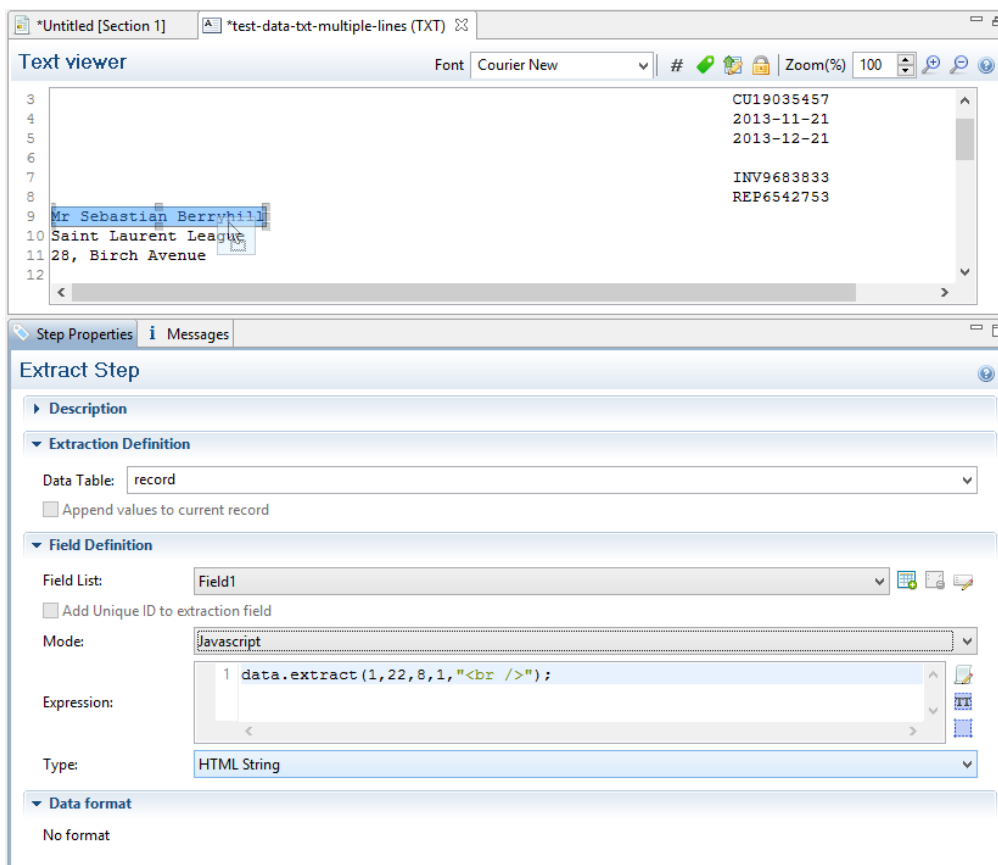 *Untitled [Section 1] *test-data-txt-multiple-lines (TXT)
Text viewer Font Courier New # Zoom(%) 100
3 CU19035457
4 2013-11-21
5 2013-12-21
6
7 INV9683833
8 REP6542753
9 Mr Sebastian Berryhill
10 Saint Laurent League
11 28, Birch Avenue
12
Step Properties i Messages
Extract Step
Description
Extraction Definition
Data Table: record
Append values to current record
Field Definition
Field List: Field1
Add Unique ID to extraction field
Mode: Javascript
1 data.extract(1,22,8,1,"<br />");
Expression:
Type: HTML String
Data format
No format